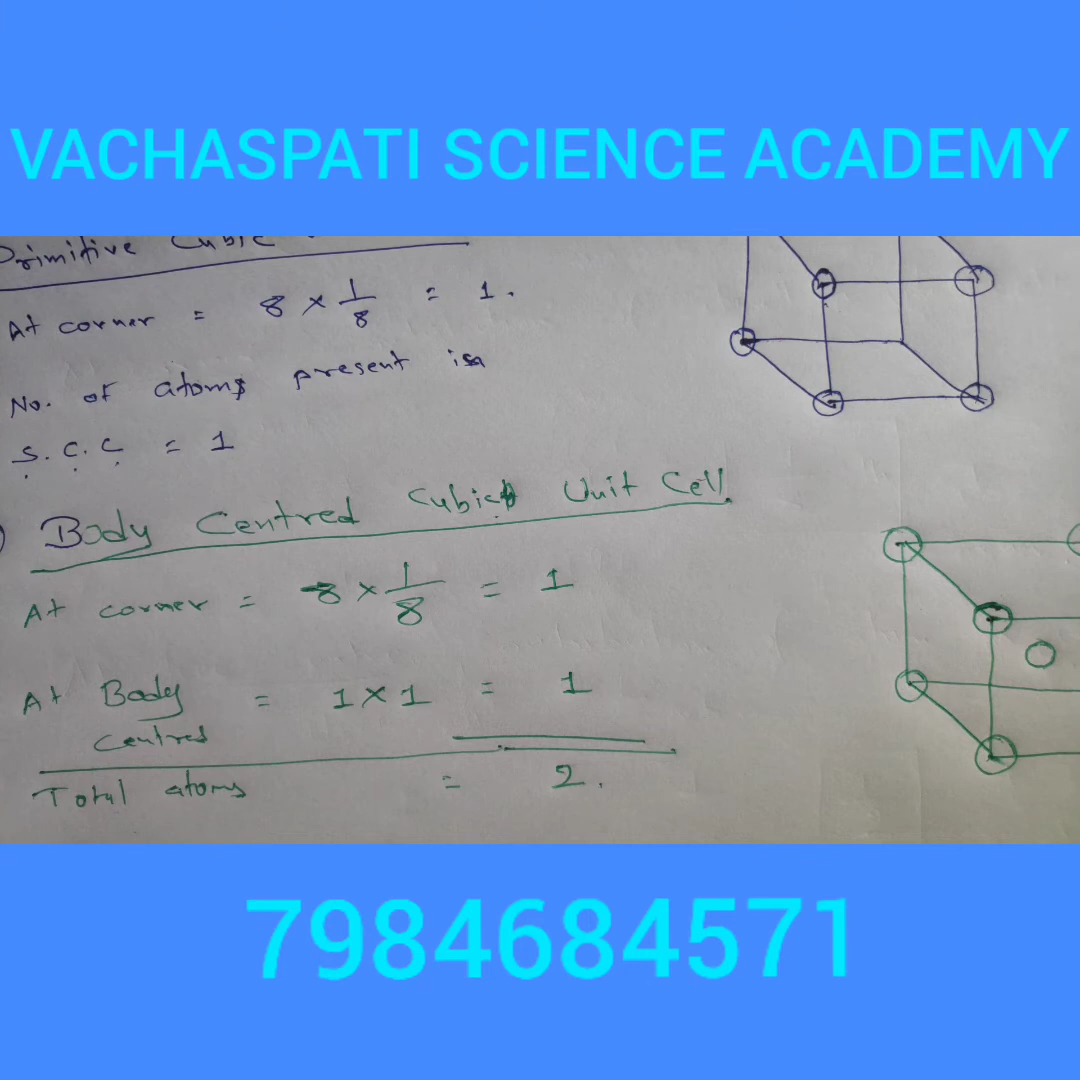 VACHASPATI SCIENCE ACADEMY
Primitive Cubic
At corner = 8 × 1/8 = 1.
No. of atoms present is
S.C.C = 1
Body Centred Cubic Unit Cell.
At corner = 8 × 1/8 = 1
At Body = 1 × 1 = 1
Centred
Total atoms = 2.
7984684571